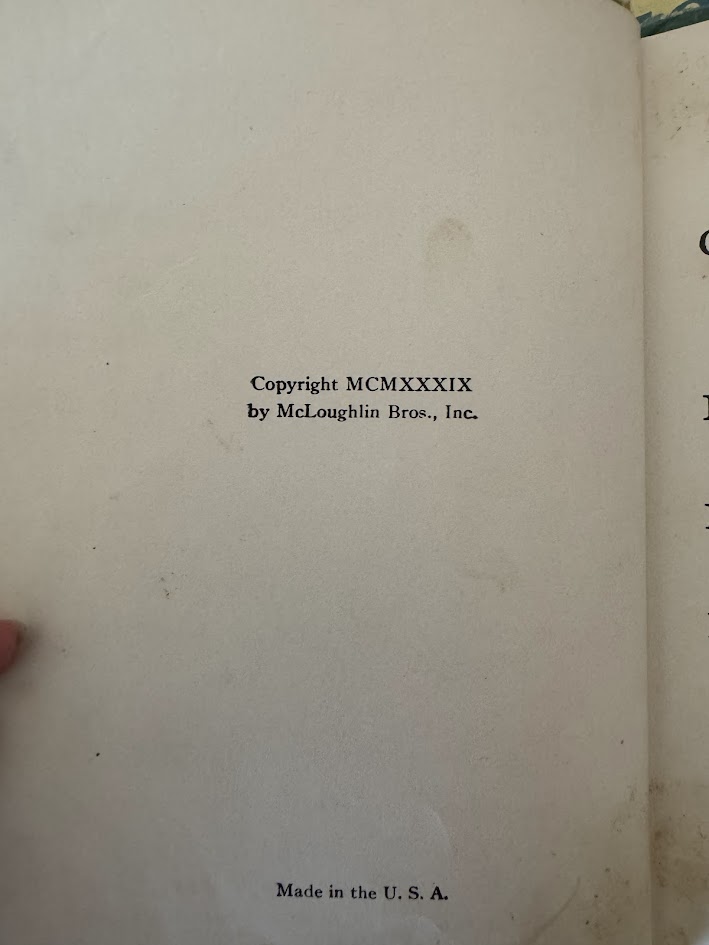 Copyright MCMXXXIX
by McLoughlin Bros., Inc.
Made in the U. S. A.